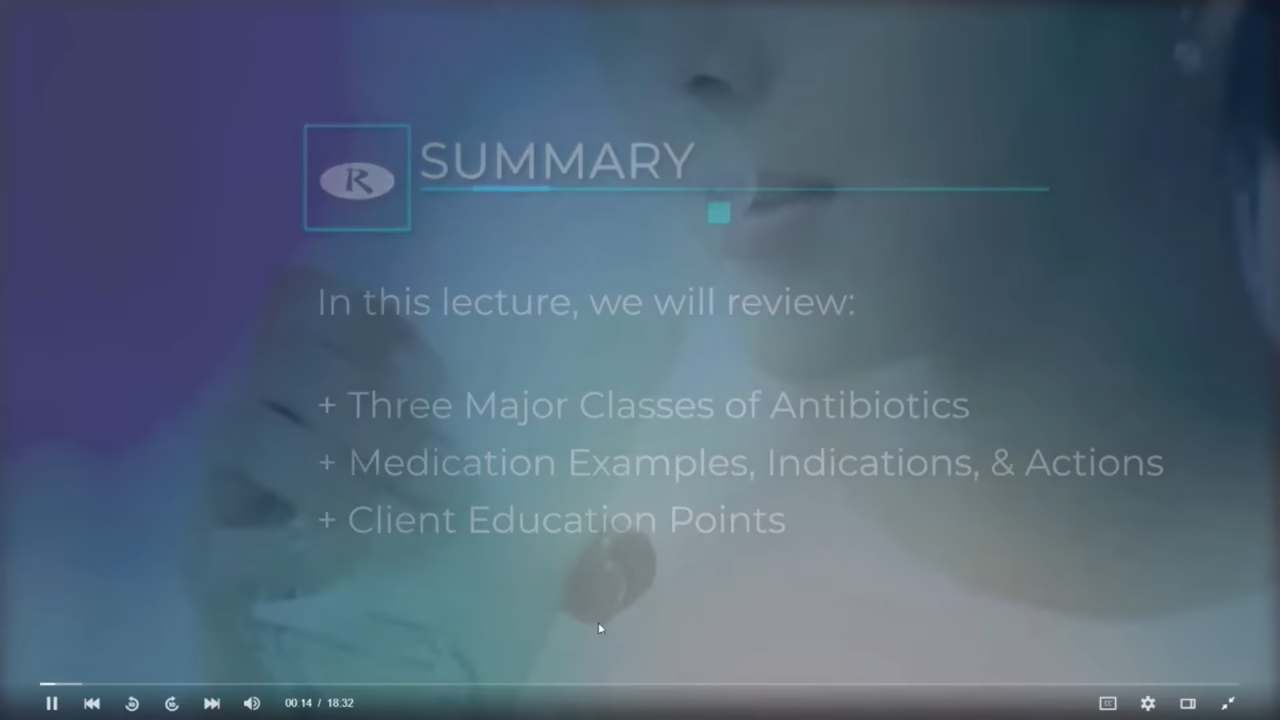 R
SUMMARY
In this lecture, we will review:
+ Three Major Classes of Antibiotics
+ Medication Examples, Indications, & Actions
+ Client Education Points
00:14 / 18:32
CC